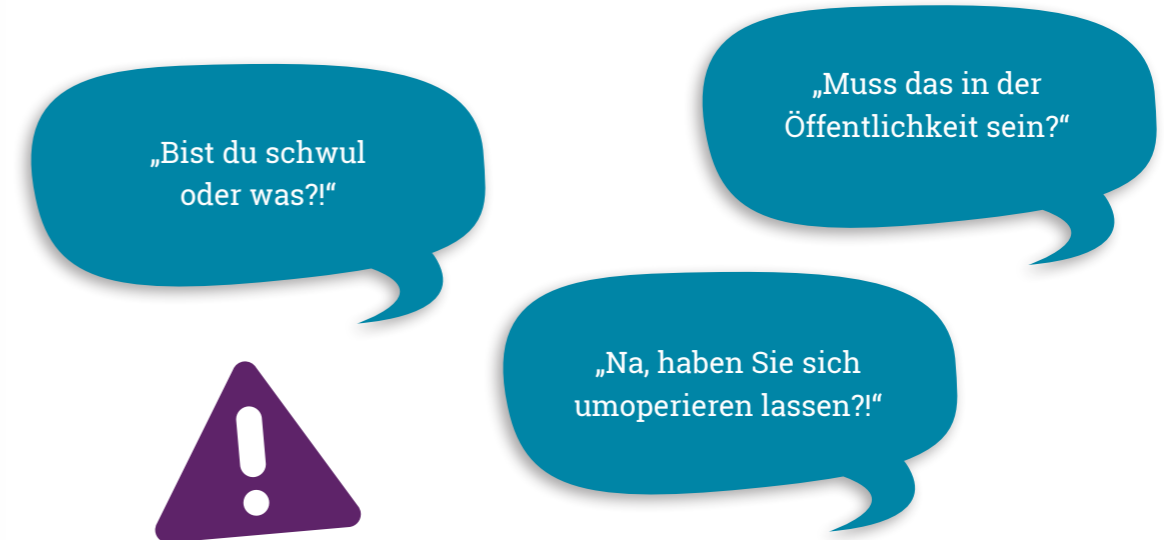 „Bist du schwul
oder was?!“
„Muss das in der
Öffentlichkeit sein?“
„Na, haben Sie sich
umoperieren lassen?!“